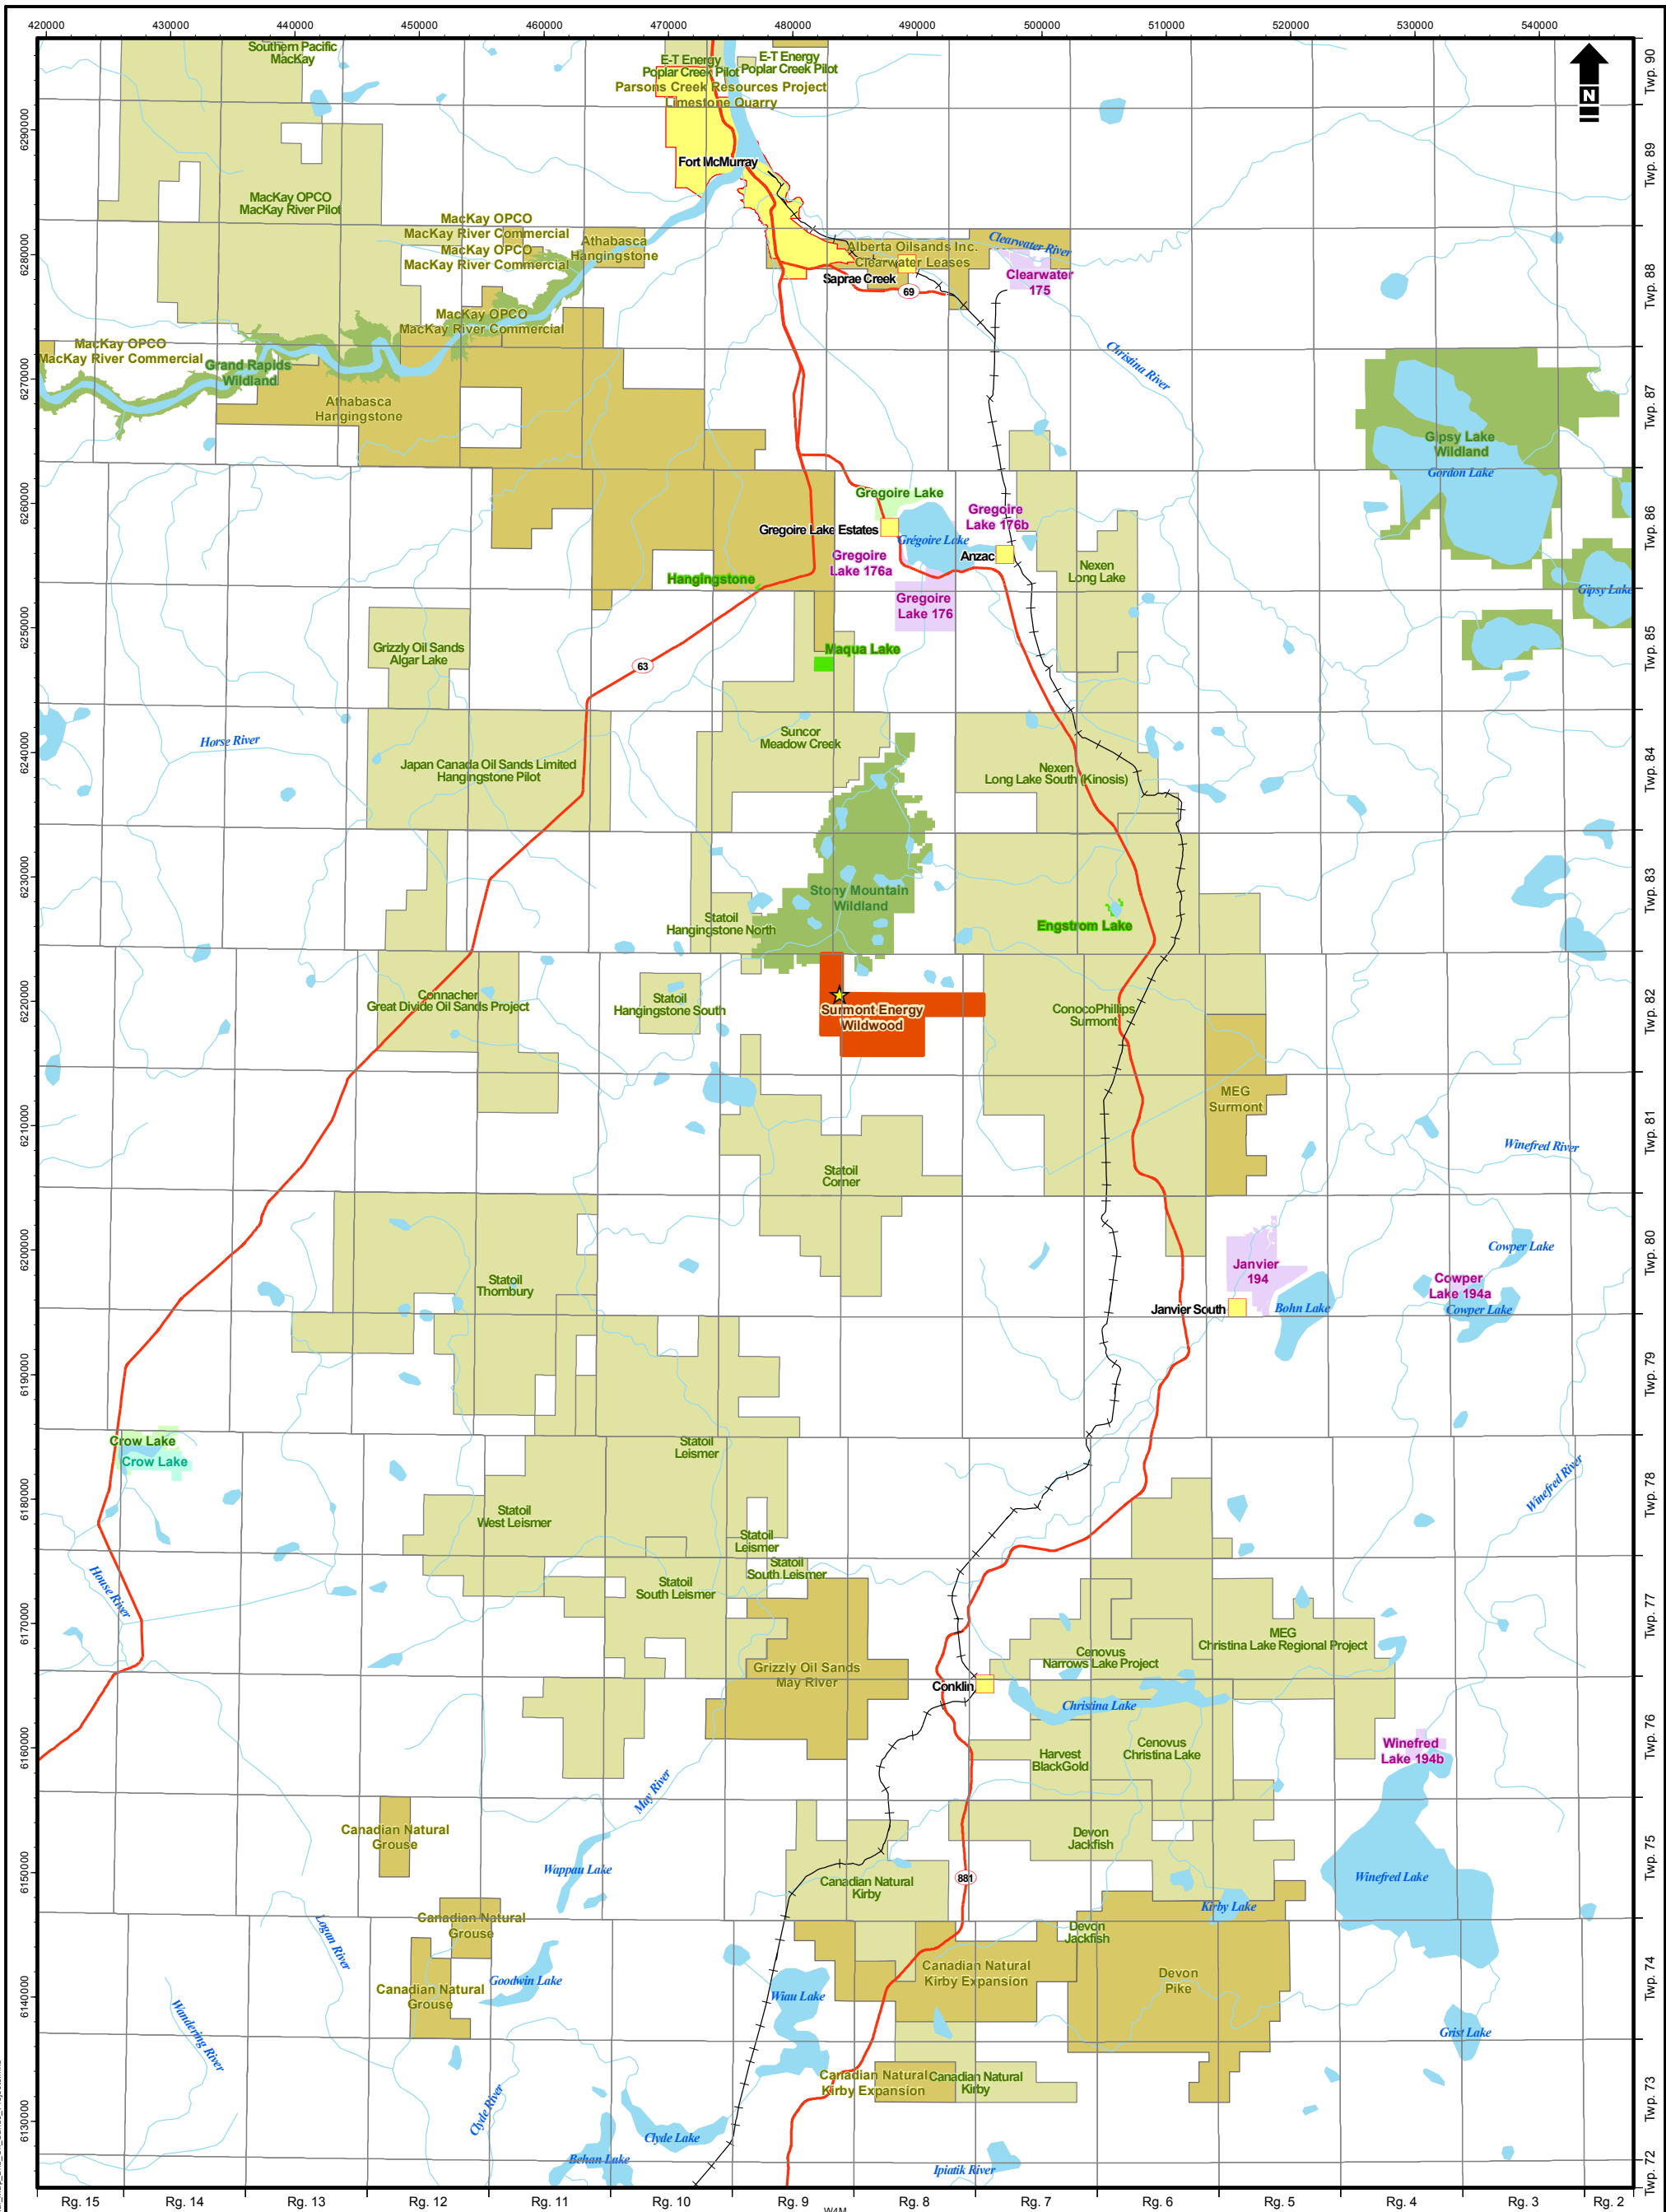 420000 430000 440000 450000 460000 470000 480000 490000 500000 510000 520000 530000 540000
Southern Pacific
MacKay
E-T Energy
Poplar Creek Pilot
E-T Energy
Poplar Creek Pilot
Parsons Creek Resources Project
Limestone Quarry
N
Twp. 90
6290000
Fort McMurray
Twp. 89
MacKay OPCO
MacKay River Pilot
MacKay OPCO
MacKay River Commercial
MacKay OPCO
MacKay River Commercial
Athabasca
Hangingstone
Alberta Oilsands Inc.
Clearwater Leases
Clearwater River
6280000
Saprae Creek
69
Clearwater
175
Twp. 88
MacKay OPCO
MacKay River Commercial
MacKay OPCO
MacKay River Commercial
Grand Rapids
Wildland
Christina River
6270000
Athabasca
Hangingstone
Twp. 87
Gipsy Lake
Wildland
Gordon Lake
6260000
Gregoire Lake
Gregoire Lake Estates
Gregoire
Lake 176b
Grégoire Lake
Anzac
Gregoire
Lake 176a
Twp. 86
Hangingstone
Nexen
Long Lake
Gregoire
Lake 176
Gipsy Lake
6250000
Grizzly Oil Sands
Algar Lake
Maqua Lake
63
Twp. 85
Horse River
Suncor
Meadow Creek
6240000
Japan Canada Oil Sands Limited
Hangingstone Pilot
Nexen
Long Lake South (Kinosis)
Twp. 84
6230000
Stony Mountain
Wildland
Statoil
Hangingstone North
Engstrom Lake
Twp. 83
6220000
Connacher
Great Divide Oil Sands Project
Statoil
Hangingstone South
Surmont Energy
Wildwood
ConocoPhillips
Surmont
Twp. 82
6210000
MEG
Surmont
Twp. 81
Winefred River
Statoil
Corner
6200000
Cowper Lake
Twp. 80
Statoil
Thornbury
Janvier
194
Cowper
Lake 194a
Janvier South
Bohn Lake
Cowper Lake
6190000
Twp. 79
Crow Lake
Crow Lake
Statoil
Leismer
6180000
Winefred River
Twp. 78
Statoil
West Leismer
Statoil
Leismer
Statoil
South Leismer
Statoil
South Leismer
House River
6170000
Twp. 77
MEG
Christina Lake Regional Project
Cenovus
Narrows Lake Project
Grizzly Oil Sands
May River
Conklin
Christina Lake
6160000
Twp. 76
Harvest
BlackGold
Cenovus
Christina Lake
Winefred
Lake 194b
May River
Canadian Natural
Grouse
Devon
Jackfish
Twp. 75
6150000
Wappau Lake
Canadian Natural
Kirby
881
Winefred Lake
Kirby Lake
Canadian Natural
Grouse
Devon
Jackfish
Logan River
Canadian Natural
Grouse
Goodwin Lake
Canadian Natural
Kirby Expansion
Devon
Pike
Twp. 74
6140000
Wiau Lake
Wandering River
Grist Lake
Canadian Natural
Kirby Expansion
Canadian Natural
Kirby
Twp. 73
6130000
Clyde River
Clyde Lake
Behan Lake
Ipiatik River
Twp. 72
Rg. 15 Rg. 14 Rg. 13 Rg. 12 Rg. 11 Rg. 10 Rg. 9 Rg. 8 Rg. 7 Rg. 6 Rg. 5 Rg. 4 Rg. 3 Rg. 2
W4M